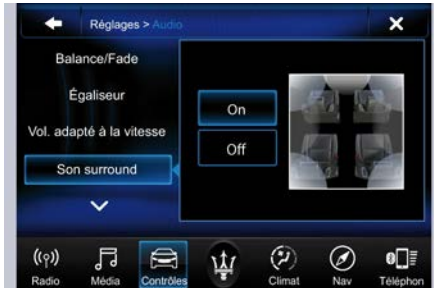 Réglages > Audio
Balance/Fade
Égaliseur
Vol. adapté à la vitesse
Son surround
On
Off
Radio
Média
Contrôles
Climat
Nav
Téléphon